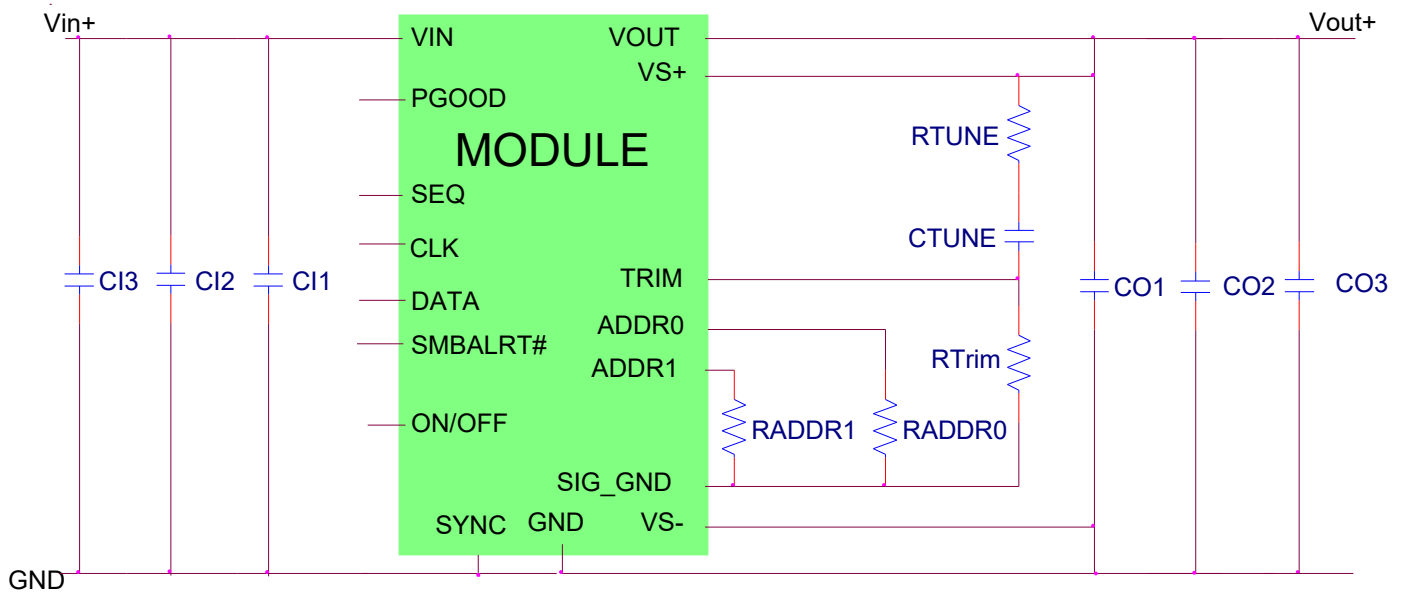 Vin+
Vout+
VIN
VOUT
VS+
PGOOD
RTUNE
MODULE
SEQ
CTUNE
CLK
TRIM
CI3
CI2
CI1
CO1
CO2
CO3
DATA
ADDR0
SMBALRT#
ADDR1
RTrim
ON/OFF
RADDR1
RADDR0
SIG_GND
SYNC
GND
VS-
GND